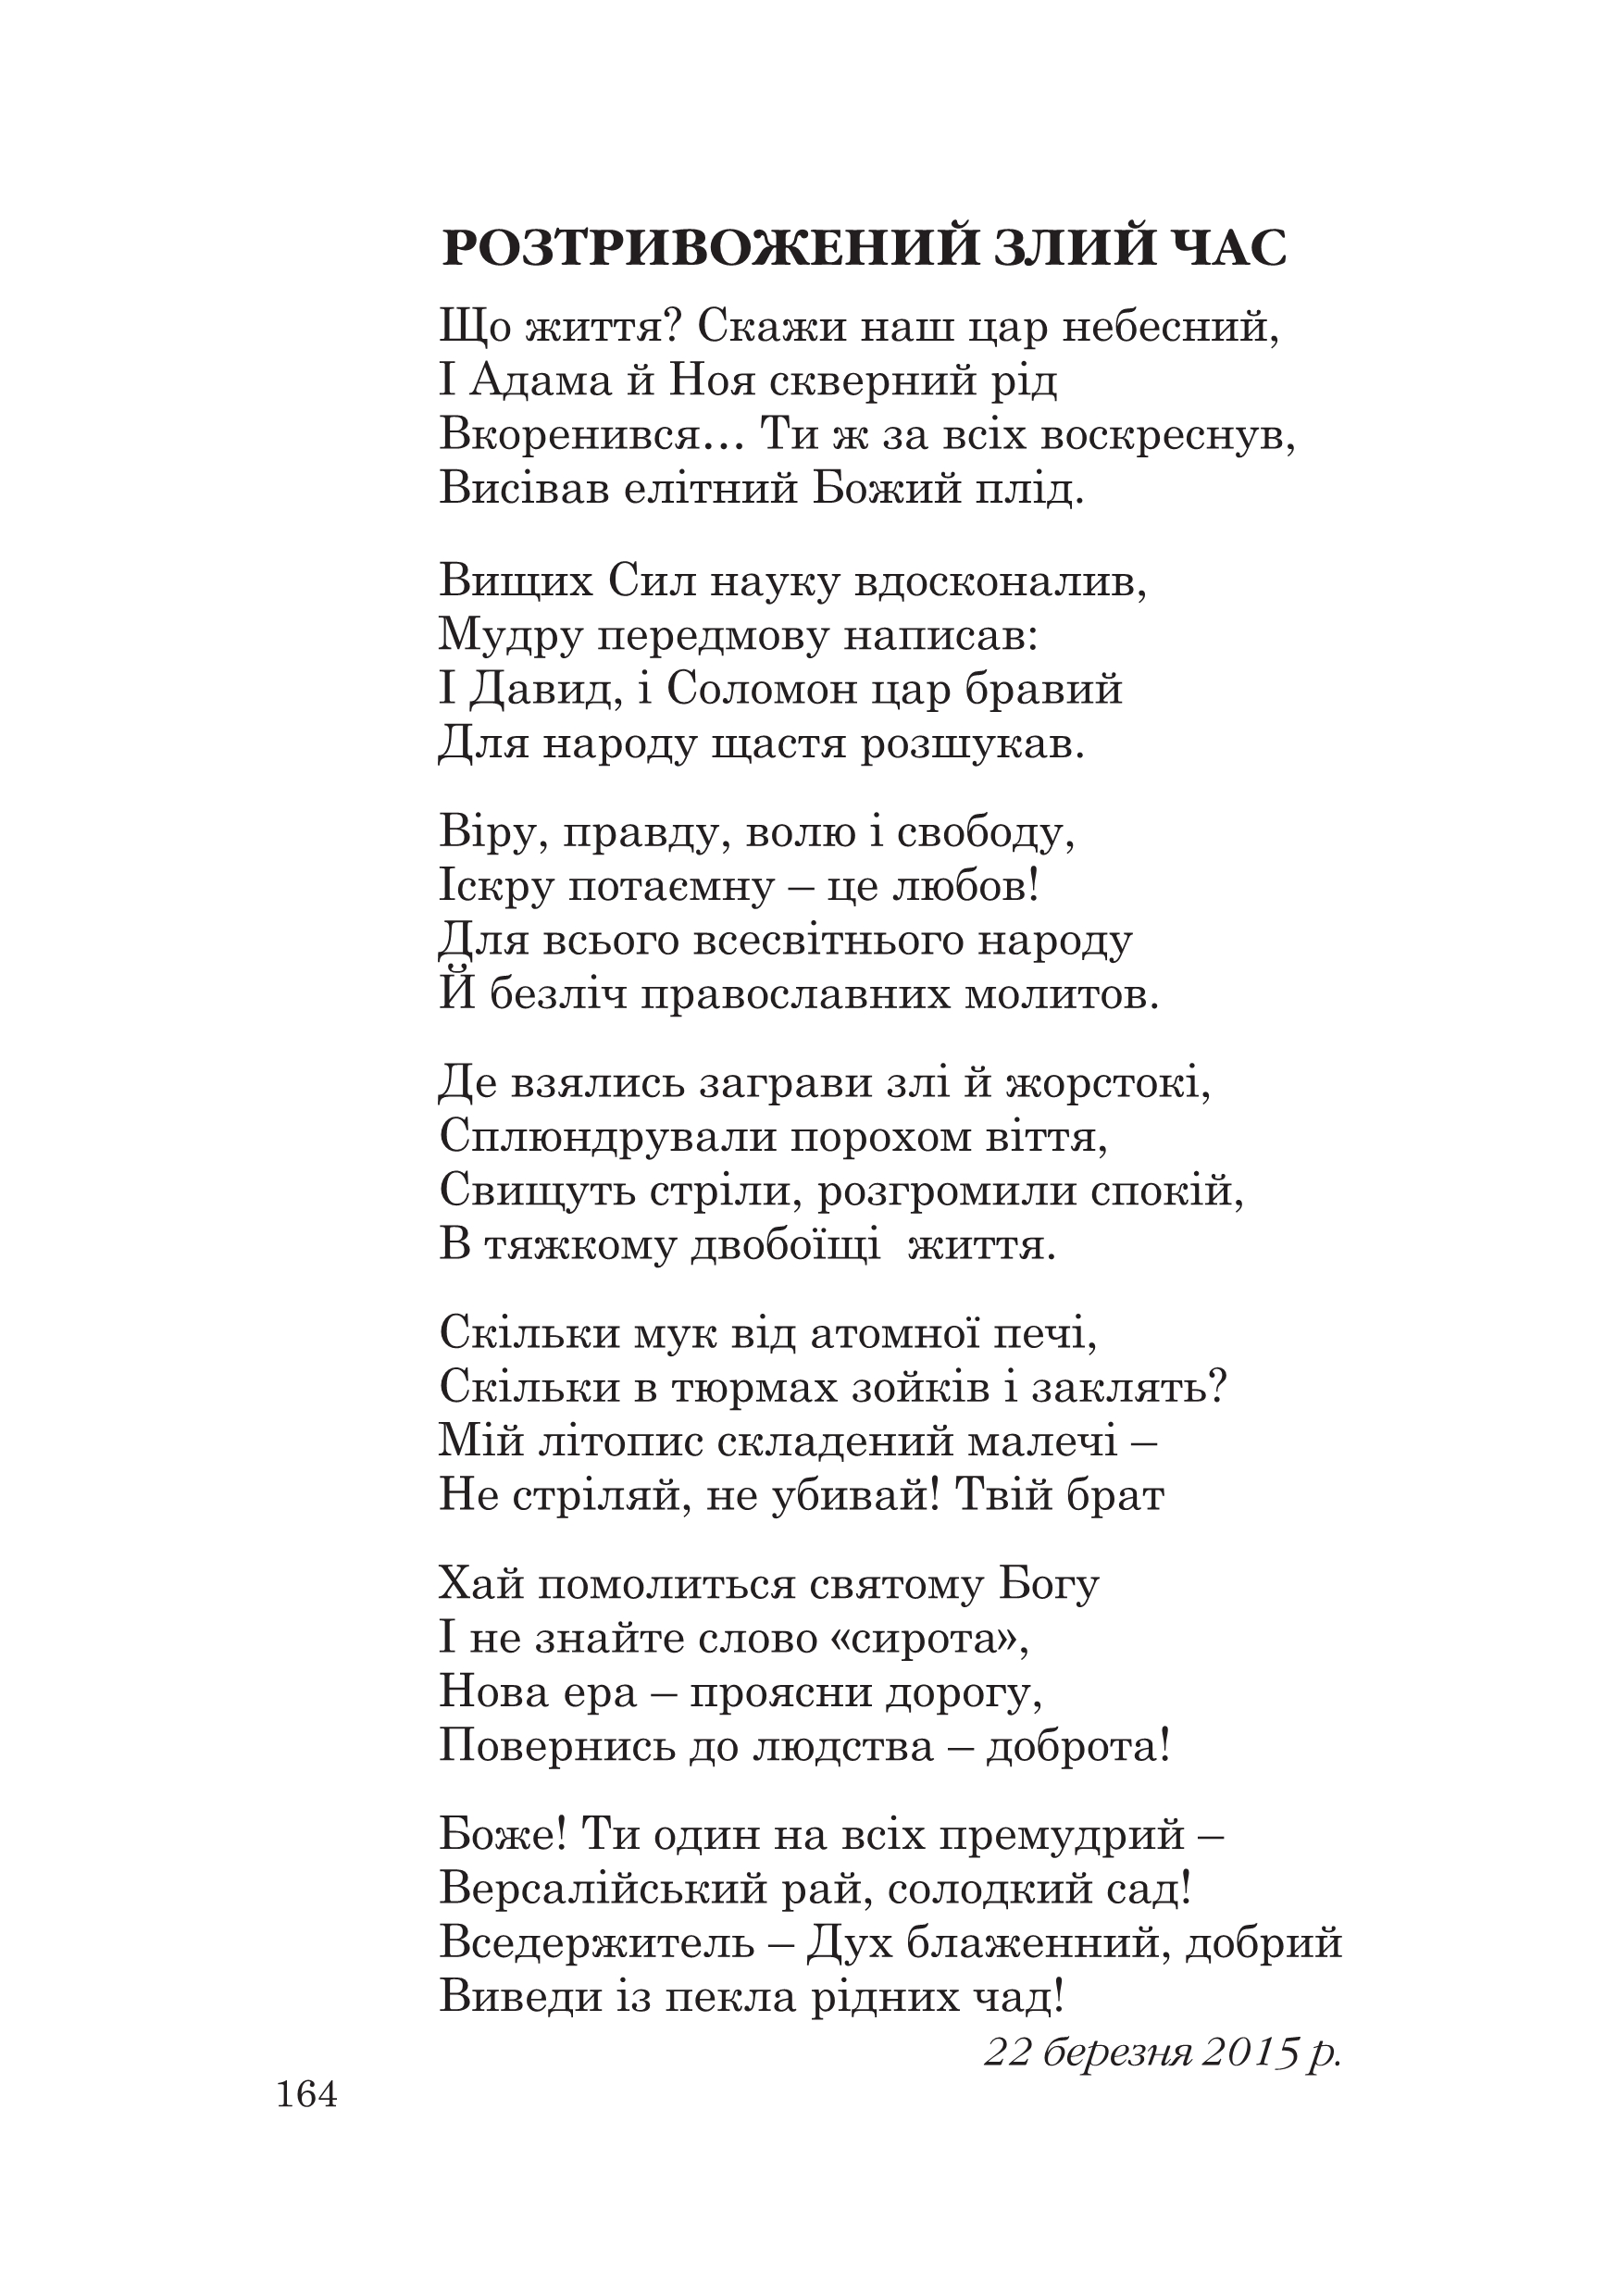 РОЗТРИВОЖЕНИЙ ЗЛИЙ ЧАС
Що життя? Скажи наш цар небесний,
І Адама й Ноя скверний рід
Вкоренився… Ти ж за всіх воскреснув,
Висівав елітний Божий плід.
Вищих Сил науку вдосконалив,
Мудру передмову написав:
І Давид, і Соломон цар бравий
Для народу щастя розшукав.
Віру, правду, волю і свободу,
Іскру потаємну – це любов!
Для всього всесвітнього народу
Й безліч православних молитов.
Де взялись заграви злі й жорстокі,
Сплюндрували порохом віття,
Свищуть стріли, розгромили спокій,
В тяжкому двобоїщі життя.
Скільки мук від атомної печі,
Скільки в тюрмах зойків і заклять?
Мій літопис складений малечі –
Не стріляй, не убивай! Твій брат
Хай помолиться святому Богу
І не знайте слово «сирота»,
Нова ера – проясни дорогу,
Повернись до людства – доброта!
Боже! Ти один на всіх премудрий –
Версалійський рай, солодкий сад!
Вседержитель – Дух блаженний, добрий
Виведи із пекла рідних чад!
22 березня 2015 р.
164